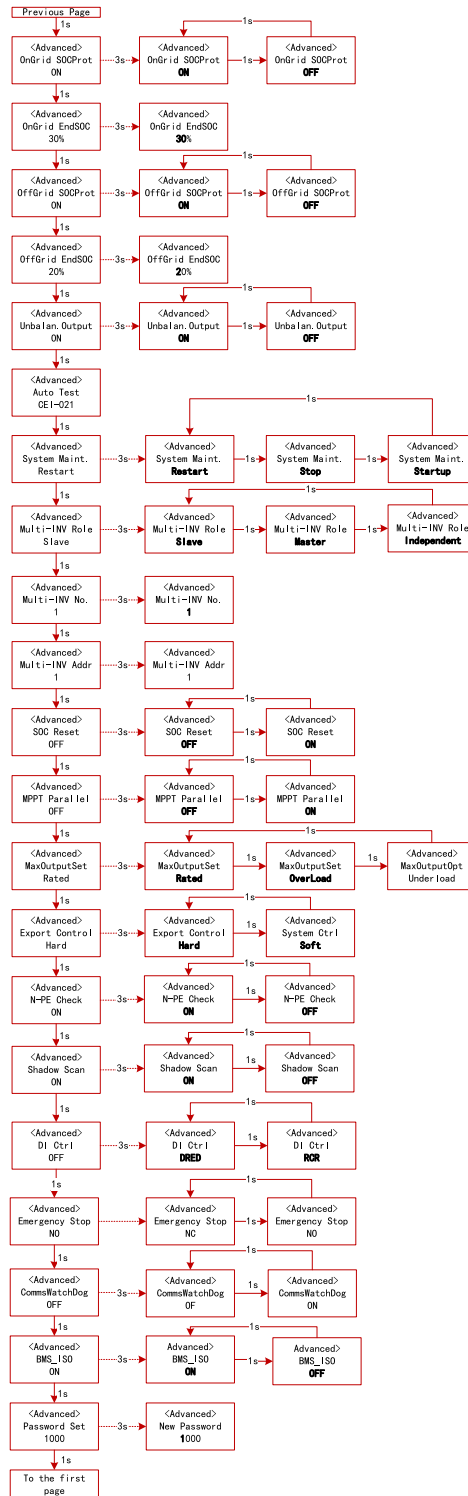 Previous Page
1s
1s
<Advanced>
OnGrid SOCProt
ON
3s
<Advanced>
OnGrid SOCProt
ON
1s
<Advanced>
OnGrid SOCProt
OFF
1s
<Advanced>
OnGrid EndSOC
30%
3s
<Advanced>
OnGrid EndSOC
30%
1s
1s
<Advanced>
OffGrid SOCProt
ON
3s
<Advanced>
OffGrid SOCProt
ON
1s
<Advanced>
OffGrid SOCProt
OFF
1s
<Advanced>
OffGrid EndSOC
20%
3s
<Advanced>
OffGrid EndSOC
20%
1s
1s
<Advanced>
Unbalan.Output
ON
3s
<Advanced>
Unbalan.Output
ON
1s
<Advanced>
Unbalan.Output
OFF
1s
<Advanced>
Auto Test
CEI-021
1s
1s
<Advanced>
System Maint.
Restart
3s
<Advanced>
System Maint.
Restart
1s
<Advanced>
System Maint.
Stop
1s
<Advanced>
System Maint.
Startup
1s
1s
<Advanced>
Multi-INV Role
Slave
3s
<Advanced>
Multi-INV Role
Slave
1s
<Advanced>
Multi-INV Role
Master
1s
<Advanced>
Multi-INV Role
Independent
1s
<Advanced>
Multi-INV No.
1
3s
<Advanced>
Multi-INV No.
1
1s
<Advanced>
Multi-INV Addr
1
3s
<Advanced>
Multi-INV Addr
1
1s
1s
<Advanced>
SOC Reset
OFF
3s
<Advanced>
SOC Reset
OFF
1s
<Advanced>
SOC Reset
ON
1s
1s
<Advanced>
MPPT Parallel
OFF
3s
<Advanced>
MPPT Parallel
OFF
1s
<Advanced>
MPPT Parallel
ON
1s
1s
<Advanced>
MaxOutputSet
Rated
3s
<Advanced>
MaxOutputSet
Rated
1s
<Advanced>
MaxOutputSet
OverLoad
1s
<Advanced>
MaxOutputOpt
Underload
1s
1s
<Advanced>
Export Control
Hard
3s
<Advanced>
Export Control
Hard
1s
<Advanced>
System Ctrl
Soft
1s
1s
<Advanced>
N-PE Check
ON
3s
<Advanced>
N-PE Check
ON
1s
<Advanced>
N-PE Check
OFF
1s
1s
<Advanced>
Shadow Scan
ON
3s
<Advanced>
Shadow Scan
ON
1s
<Advanced>
Shadow Scan
OFF
1s
1s
<Advanced>
DI Ctrl
OFF
3s
<Advanced>
DI Ctrl
DRED
1s
<Advanced>
DI Ctrl
RCR
1s
1s
<Advanced>
Emergency Stop
NO
<Advanced>
Emergency Stop
NC
1s
<Advanced>
Emergency Stop
NO
1s
1s
<Advanced>
CommsWatchDog
OFF
3s
<Advanced>
CommsWatchDog
OF
1s
<Advanced>
CommsWatchDog
ON
1s
1s
<Advanced>
BMS_ISO
ON
3s
Advanced>
BMS_ISO
ON
1s
<Advanced>
BMS_ISO
OFF
1s
<Advanced>
Password Set
1000
3s
<Advanced>
New Password
1000
1s
To the first
page